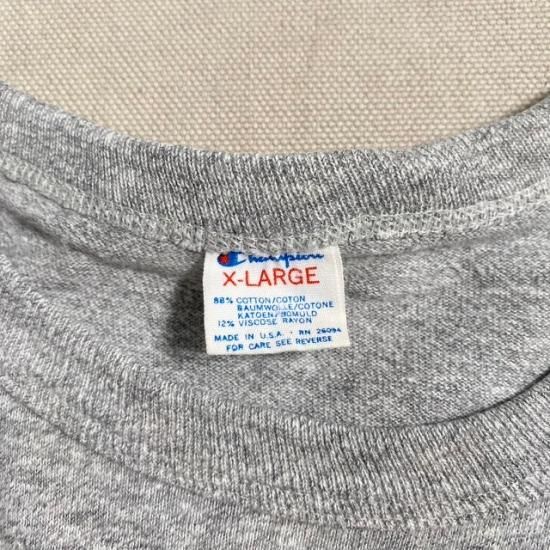 Champion
X-LARGE
88% COTTON/COTON
BAUMWOLLE/COTONE
KATOEN/BOMULD
12% VISCOSE RAYON
MADE IN U.S.A. · RN 26094
FOR CARE SEE REVERSE